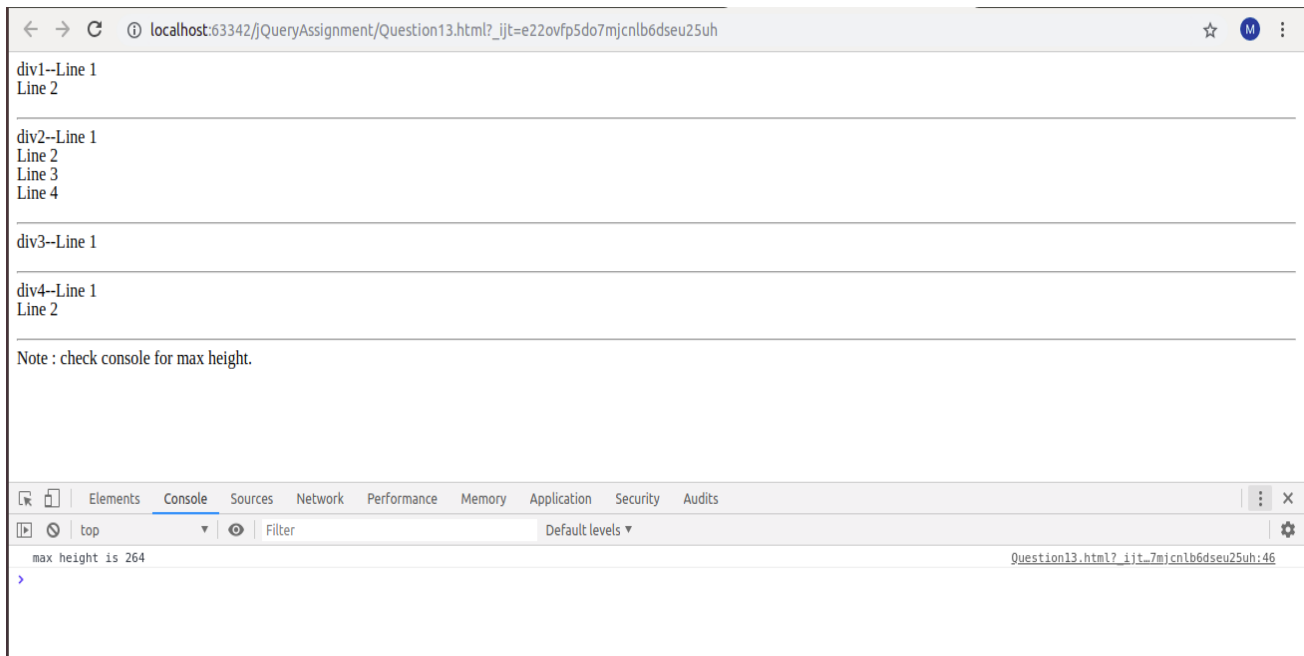 localhost:63342/jQueryAssignment/Question13.html?_ijt=e22ovfp5do7mjcnlb6dseu25uh
M
div1--Line 1
Line 2
div2--Line 1
Line 2
Line 3
Line 4
div3--Line 1
div4--Line 1
Line 2
Note : check console for max height.
Elements Console Sources Network Performance Memory Application Security Audits
top Filter Default levels
max height is 264 Question13.html?_ijt…7mjcnlb6dseu25uh:46